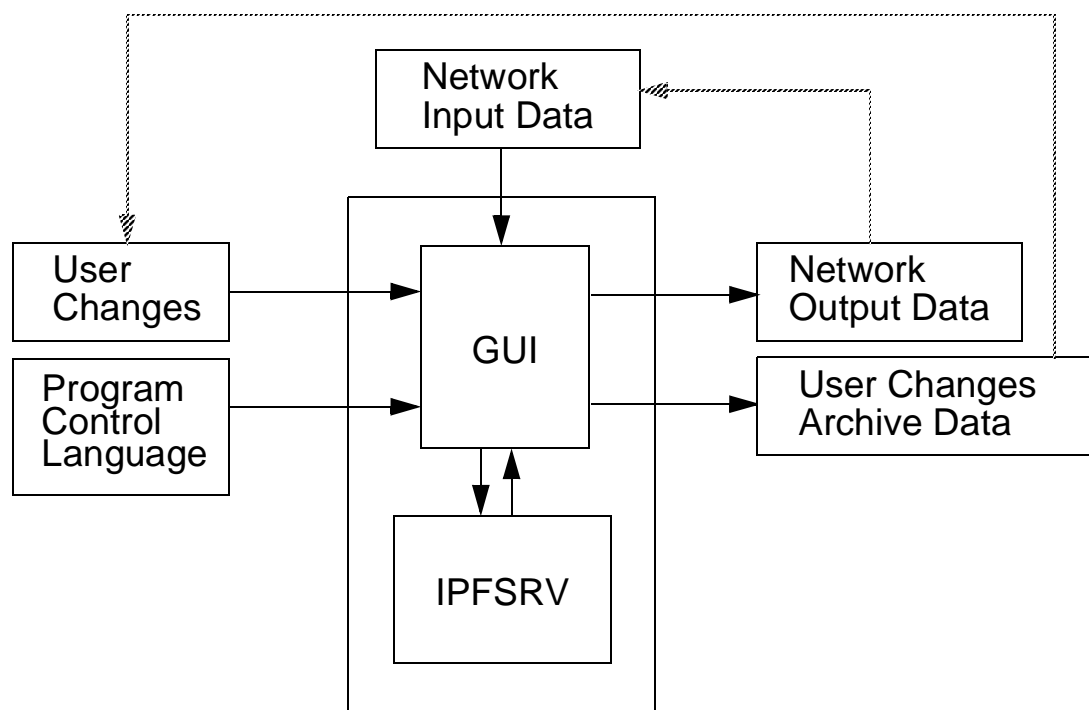 Network
Input Data
User
Changes
Network
Output Data
GUI
Program
Control
Language
User Changes
Archive Data
IPFSRV